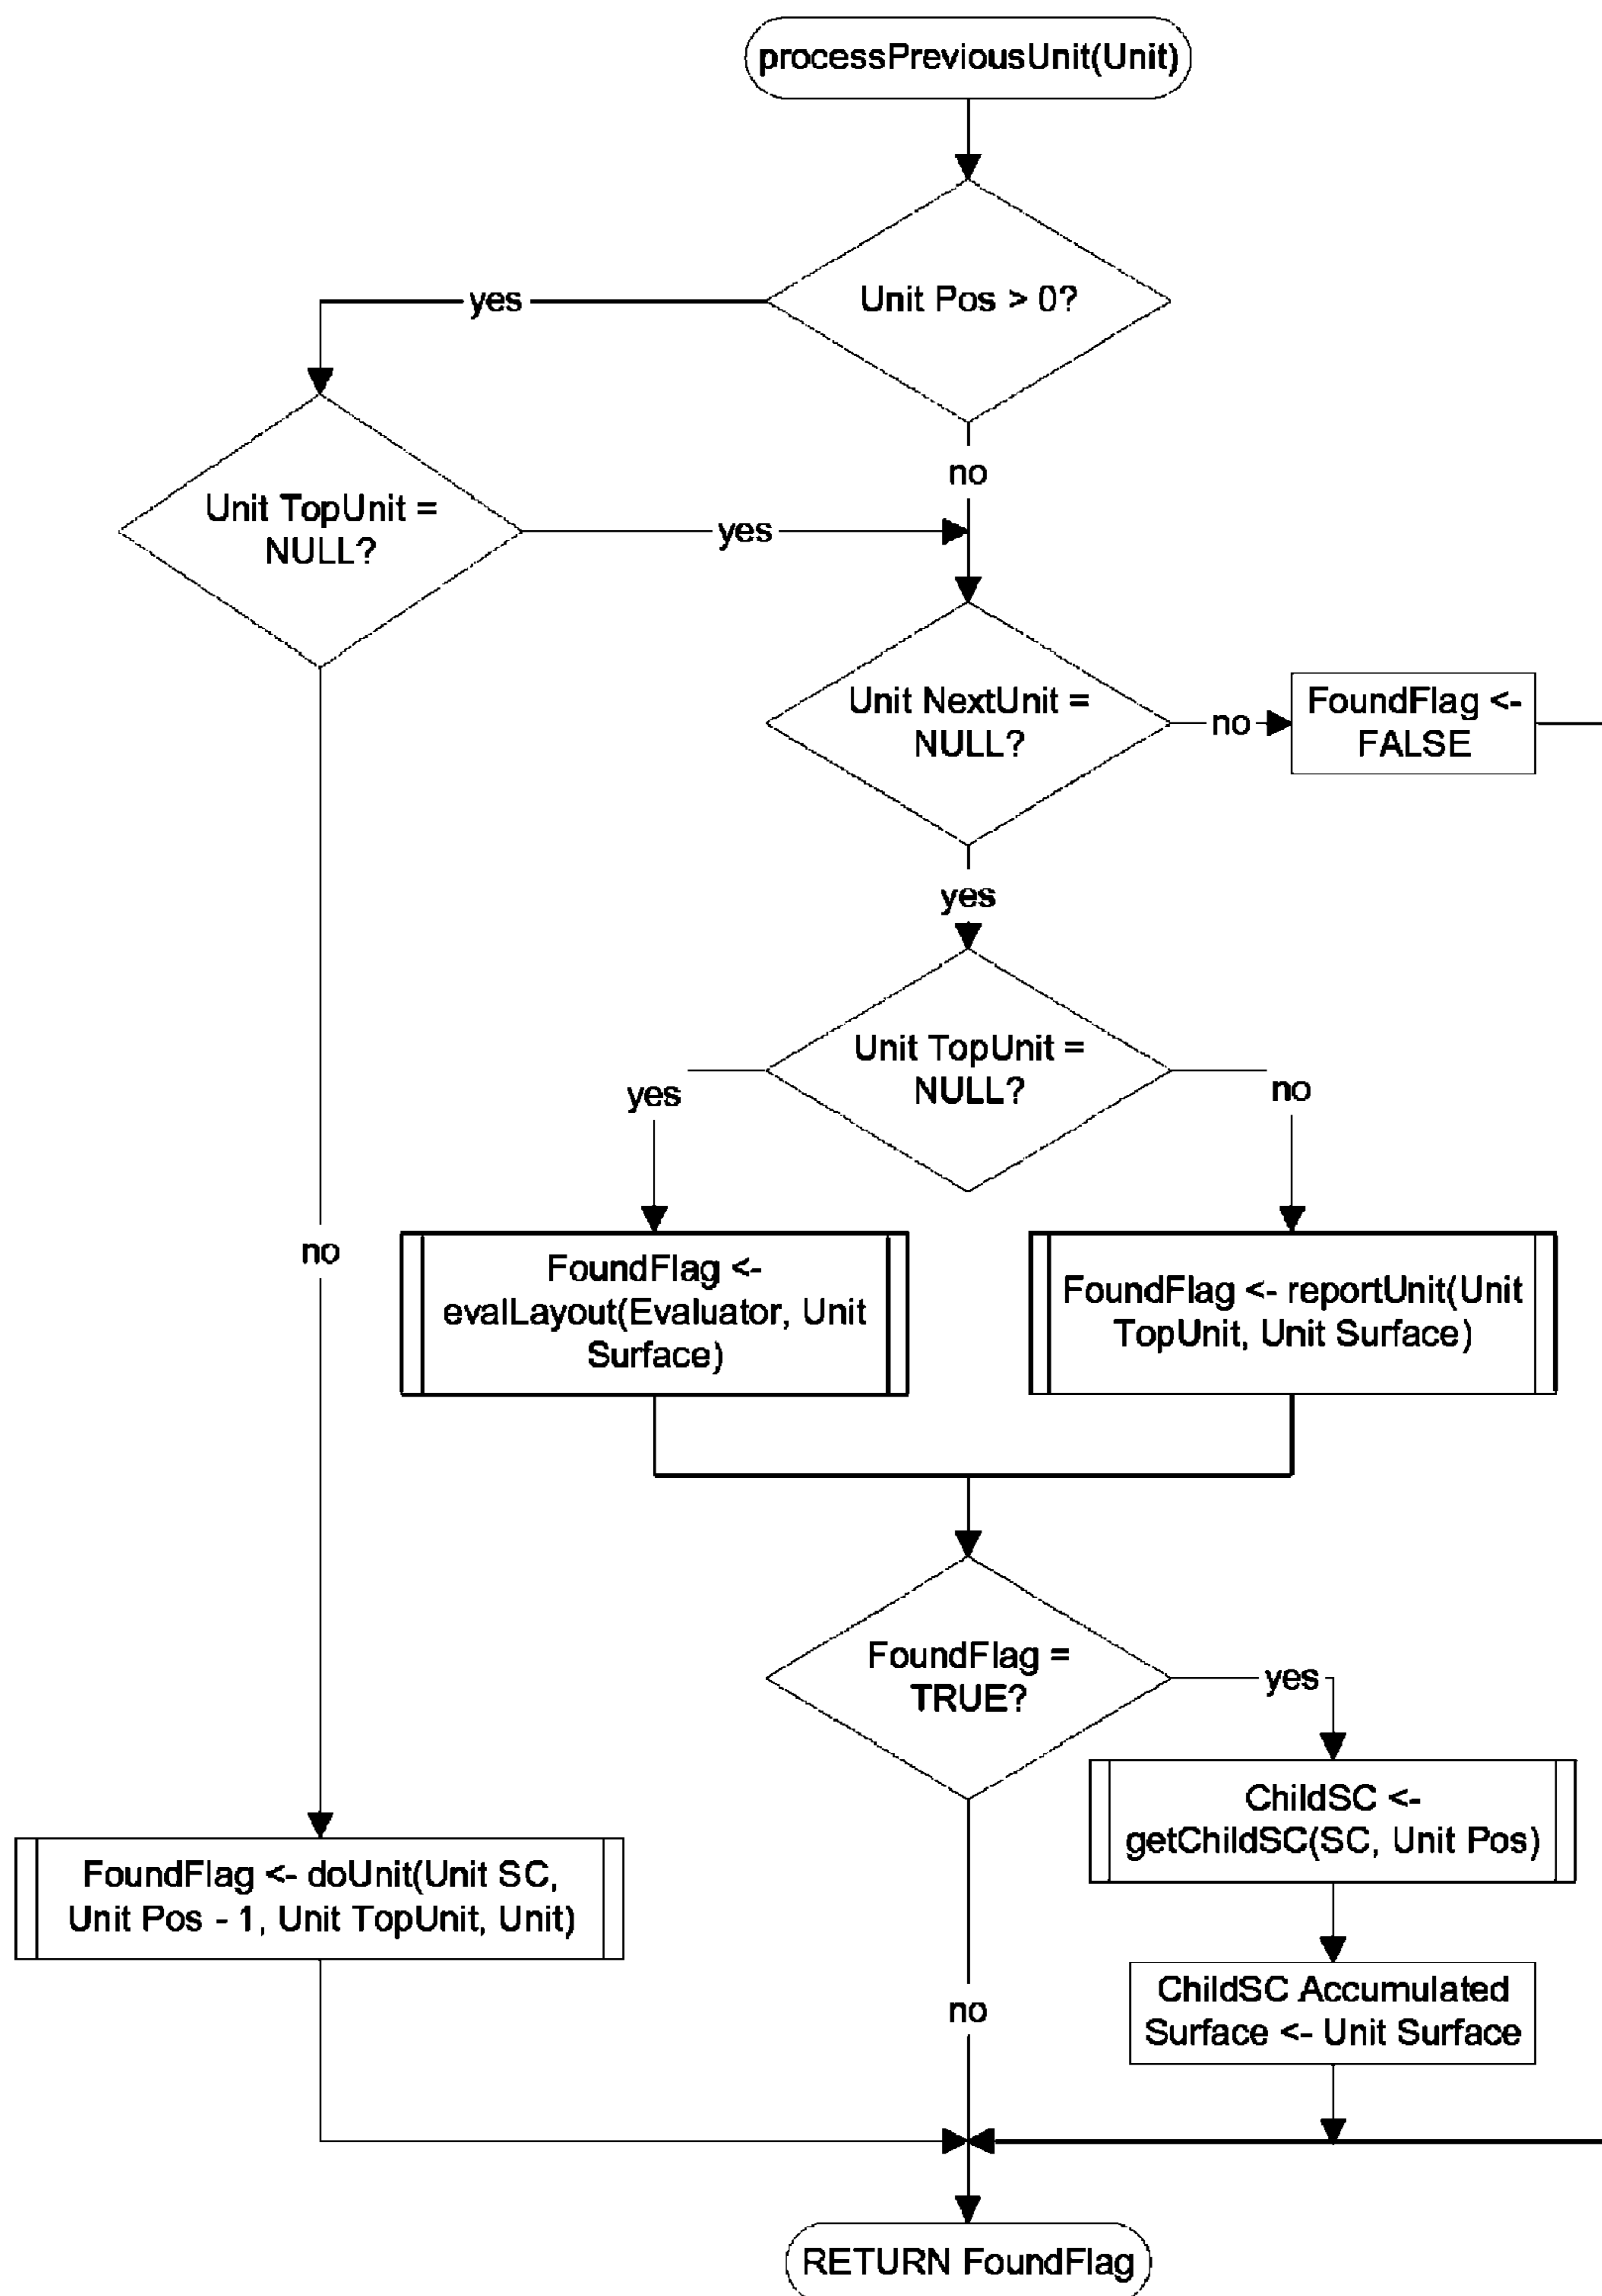 processPreviousUnit(Unit)
Unit Pos > 0?
yes
no
Unit TopUnit =
NULL?
yes
Unit NextUnit =
NULL?
no
FoundFlag <-
FALSE
yes
Unit TopUnit =
NULL?
yes
no
no
FoundFlag <-
evalLayout(Evaluator, Unit
Surface)
FoundFlag <- reportUnit(Unit
TopUnit, Unit Surface)
FoundFlag =
TRUE?
yes
ChildSC <-
getChildSC(SC, Unit Pos)
FoundFlag <- doUnit(Unit SC,
Unit Pos - 1, Unit TopUnit, Unit)
no
ChildSC Accumulated
Surface <- Unit Surface
RETURN FoundFlag